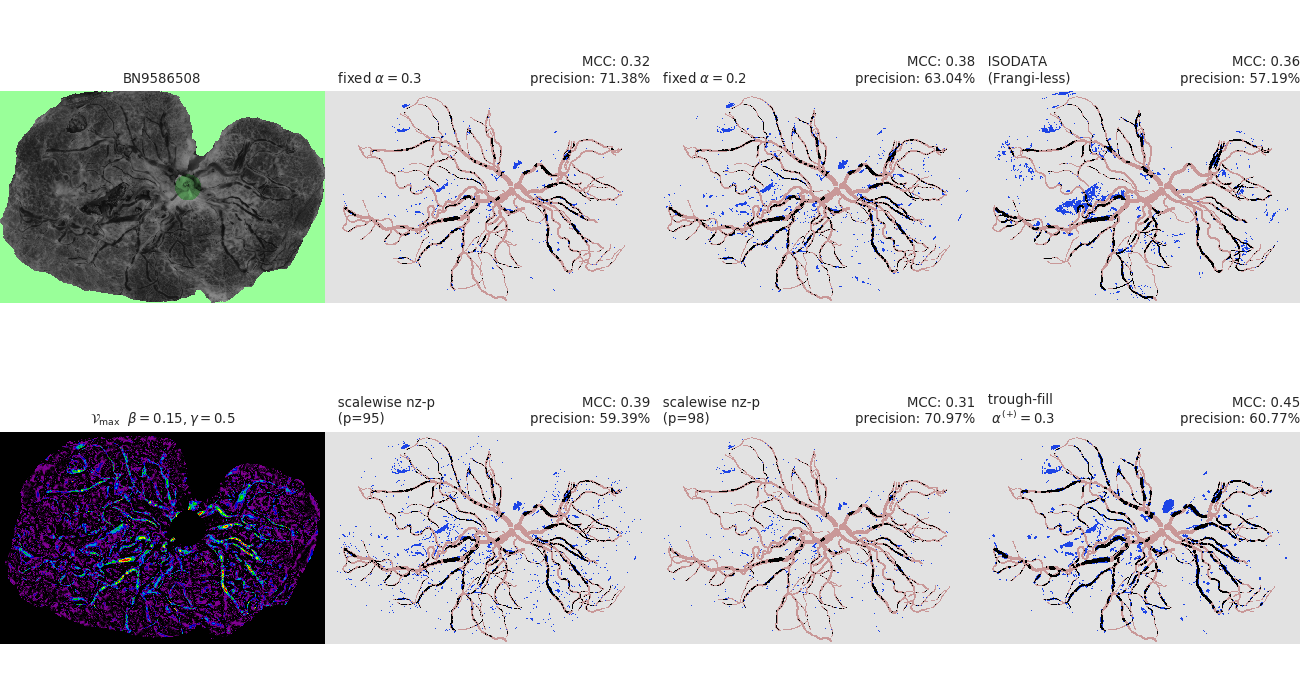 BN9586508
fixed α = 0.3
MCC: 0.32
precision: 71.38%
fixed α = 0.2
MCC: 0.38
precision: 63.04%
ISODATA
(Frangi-less)
MCC: 0.36
precision: 57.19%
𝒱max β = 0.15, γ = 0.5
scalewise nz-p
(p=95)
MCC: 0.39
precision: 59.39%
scalewise nz-p
(p=98)
MCC: 0.31
precision: 70.97%
trough-fill
α(+) = 0.3
MCC: 0.45
precision: 60.77%